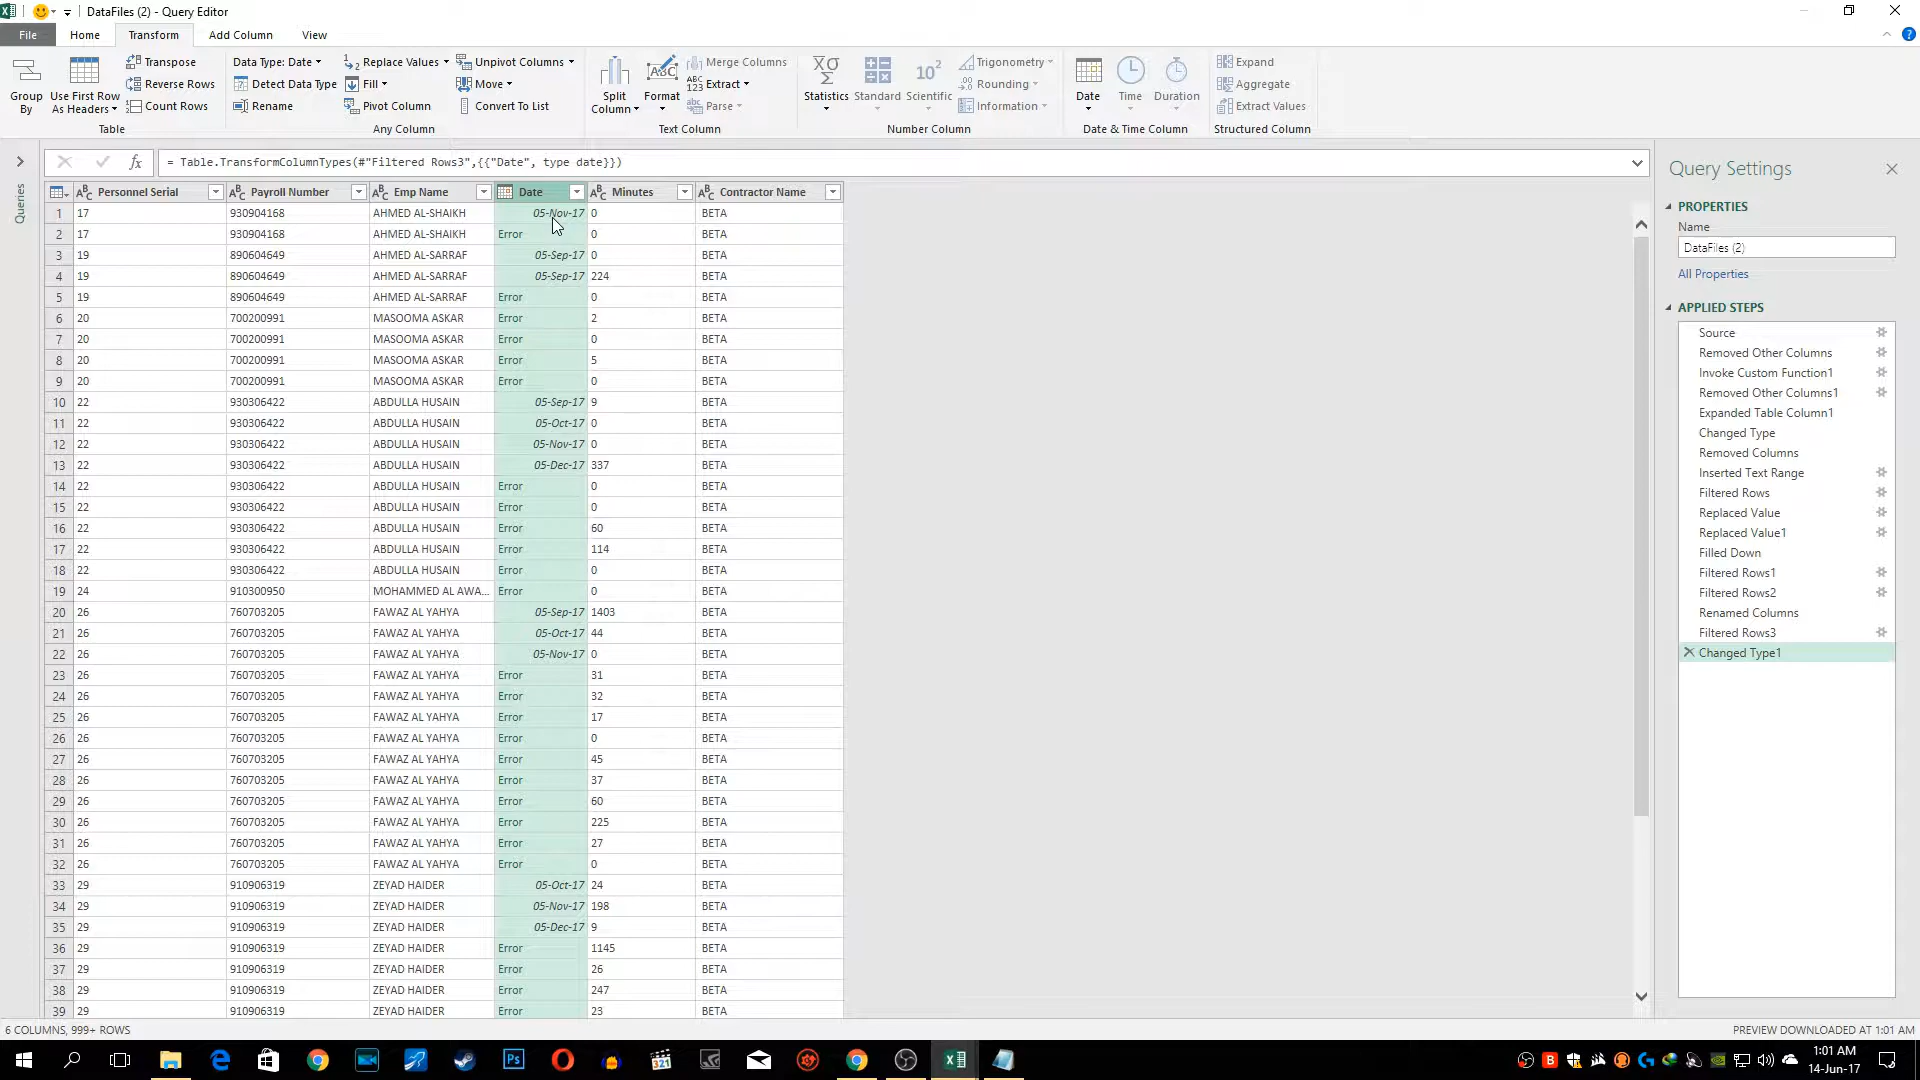 DataFiles (2) - Query Editor
File Home Transform Add Column View
Group By
Use First Row As Headers
Transpose
Reverse Rows
Count Rows
Table
Data Type: Date
Detect Data Type
Rename
Replace Values
Fill
Pivot Column
Unpivot Columns
Move
Convert To List
Any Column
Split Column
Format
Merge Columns
Extract
Parse
Text Column
Statistics
Standard
Scientific
Trigonometry
Rounding
Information
Number Column
Date
Time
Duration
Date & Time Column
Expand
Aggregate
Extract Values
Structured Column
Queries
fx = Table.TransformColumnTypes(#"Filtered Rows3",{{"Date", type date}})
Personnel Serial Payroll Number Emp Name Date Minutes Contractor Name
1 17 930904168 AHMED AL-SHAIKH 05-Nov-17 0 BETA
2 17 930904168 AHMED AL-SHAIKH Error 0 BETA
3 19 890604649 AHMED AL-SARRAF 05-Sep-17 0 BETA
4 19 890604649 AHMED AL-SARRAF 05-Sep-17 224 BETA
5 19 890604649 AHMED AL-SARRAF Error 0 BETA
6 20 700200991 MASOOMA ASKAR Error 2 BETA
7 20 700200991 MASOOMA ASKAR Error 0 BETA
8 20 700200991 MASOOMA ASKAR Error 5 BETA
9 20 700200991 MASOOMA ASKAR Error 0 BETA
10 22 930306422 ABDULLA HUSAIN 05-Sep-17 9 BETA
11 22 930306422 ABDULLA HUSAIN 05-Oct-17 0 BETA
12 22 930306422 ABDULLA HUSAIN 05-Nov-17 0 BETA
13 22 930306422 ABDULLA HUSAIN 05-Dec-17 337 BETA
14 22 930306422 ABDULLA HUSAIN Error 0 BETA
15 22 930306422 ABDULLA HUSAIN Error 0 BETA
16 22 930306422 ABDULLA HUSAIN Error 60 BETA
17 22 930306422 ABDULLA HUSAIN Error 114 BETA
18 22 930306422 ABDULLA HUSAIN Error 0 BETA
19 24 910300950 MOHAMMED AL AWA... Error 0 BETA
20 26 760703205 FAWAZ AL YAHYA 05-Sep-17 1403 BETA
21 26 760703205 FAWAZ AL YAHYA 05-Oct-17 44 BETA
22 26 760703205 FAWAZ AL YAHYA 05-Nov-17 0 BETA
23 26 760703205 FAWAZ AL YAHYA Error 31 BETA
24 26 760703205 FAWAZ AL YAHYA Error 32 BETA
25 26 760703205 FAWAZ AL YAHYA Error 17 BETA
26 26 760703205 FAWAZ AL YAHYA Error 0 BETA
27 26 760703205 FAWAZ AL YAHYA Error 45 BETA
28 26 760703205 FAWAZ AL YAHYA Error 37 BETA
29 26 760703205 FAWAZ AL YAHYA Error 60 BETA
30 26 760703205 FAWAZ AL YAHYA Error 225 BETA
31 26 760703205 FAWAZ AL YAHYA Error 27 BETA
32 26 760703205 FAWAZ AL YAHYA Error 0 BETA
33 29 910906319 ZEYAD HAIDER 05-Oct-17 24 BETA
34 29 910906319 ZEYAD HAIDER 05-Nov-17 198 BETA
35 29 910906319 ZEYAD HAIDER 05-Dec-17 9 BETA
36 29 910906319 ZEYAD HAIDER Error 1145 BETA
37 29 910906319 ZEYAD HAIDER Error 26 BETA
38 29 910906319 ZEYAD HAIDER Error 247 BETA
39 29 910906319 ZEYAD HAIDER Error 23 BETA
Query Settings
PROPERTIES
Name
DataFiles (2)
All Properties
APPLIED STEPS
Source
Removed Other Columns
Invoke Custom Function1
Removed Other Columns1
Expanded Table Column1
Changed Type
Removed Columns
Inserted Text Range
Filtered Rows
Replaced Value
Replaced Value1
Filled Down
Filtered Rows1
Filtered Rows2
Renamed Columns
Filtered Rows3
Changed Type1
6 COLUMNS, 999+ ROWS
PREVIEW DOWNLOADED AT 1:01 AM
1:01 AM
14-Jun-17